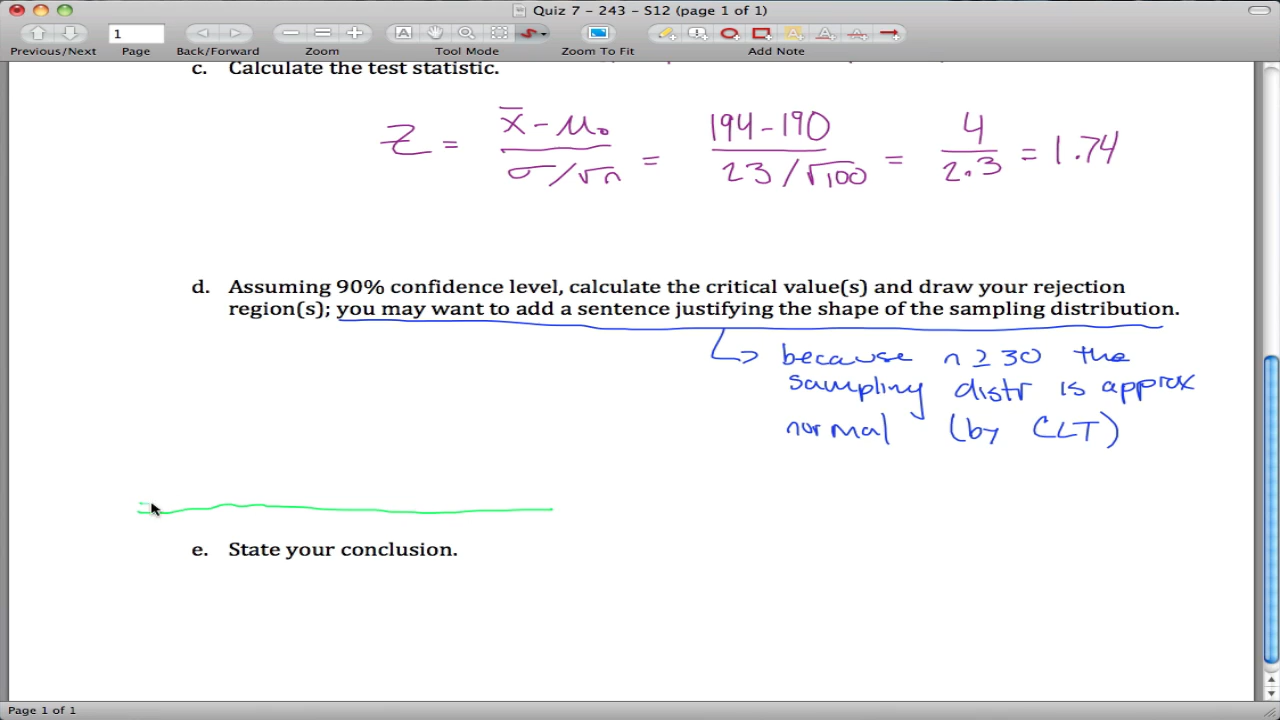 Quiz 7 - 243 - S12 (page 1 of 1)
1
Previous/Next Page Back/Forward Zoom Tool Mode Zoom To Fit Add Note
c. Calculate the test statistic.
Z = x̄ - μ₀ / σ/√n = 194 - 190 / 23/√100 = 4 / 2.3 = 1.74
d. Assuming 90% confidence level, calculate the critical value(s) and draw your rejection
region(s); you may want to add a sentence justifying the shape of the sampling distribution.
because n ≥ 30 the
sampling distr is approx
normal (by CLT)
e. State your conclusion.
Page 1 of 1